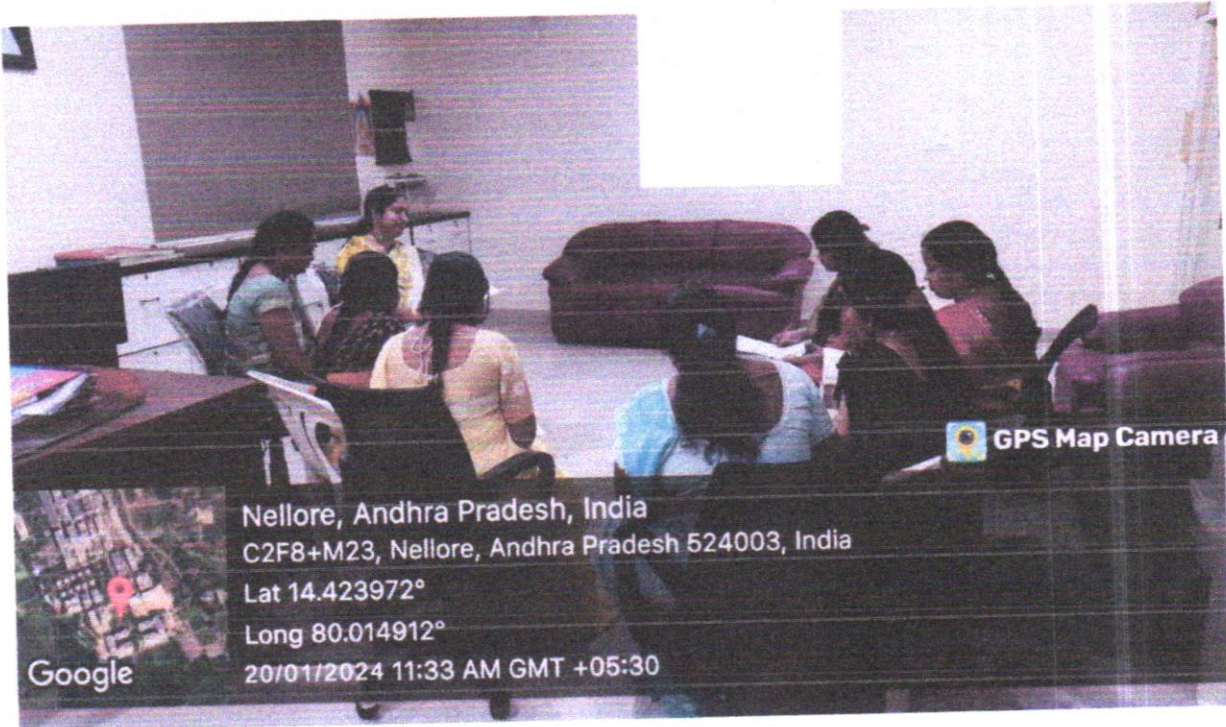 GPS Map Camera
Nellore, Andhra Pradesh, India
C2F8+M23, Nellore, Andhra Pradesh 524003, India
Lat 14.423972°
Long 80.014912°
20/01/2024 11:33 AM GMT +05:30
Google